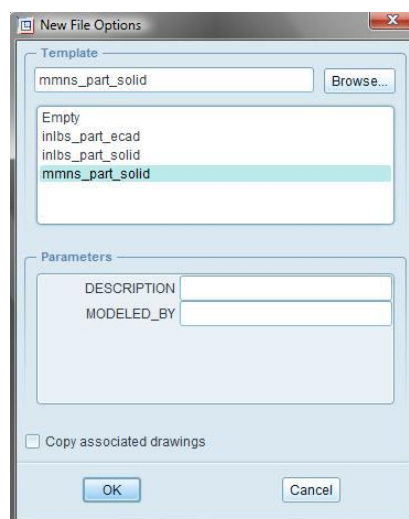 New File Options
Template
mmns_part_solid
Browse...
Empty
inlbs_part_ecad
inlbs_part_solid
mmns_part_solid
Parameters
DESCRIPTION
MODELED_BY
Copy associated drawings
OK Cancel